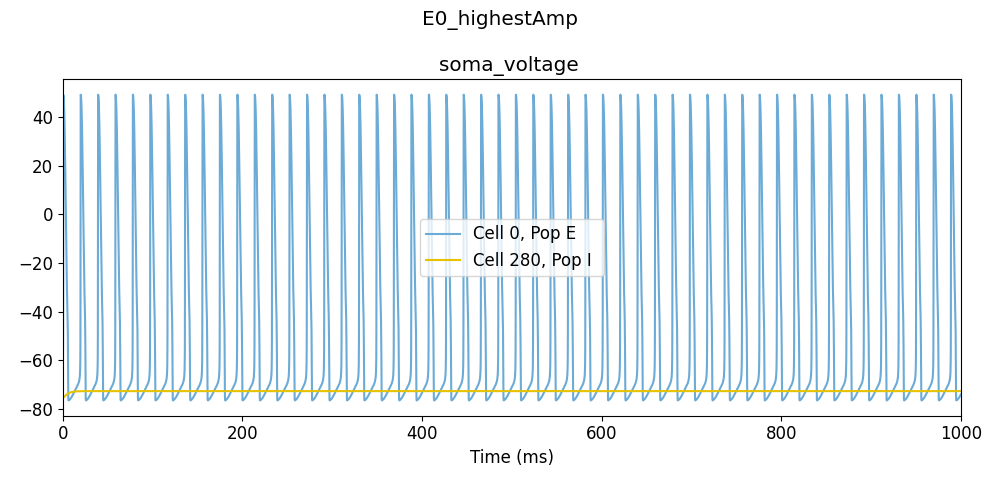 E0_highestAmp
soma_voltage
40
20
0
−20
−40
−60
−80
Cell 0, Pop E
Cell 280, Pop I
0 200 400 600 800 1000
Time (ms)